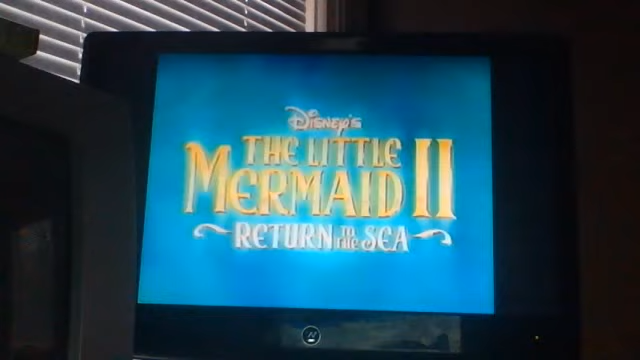 Disney's
THE LITTLE
MERMAID II
RETURN TO THE SEA